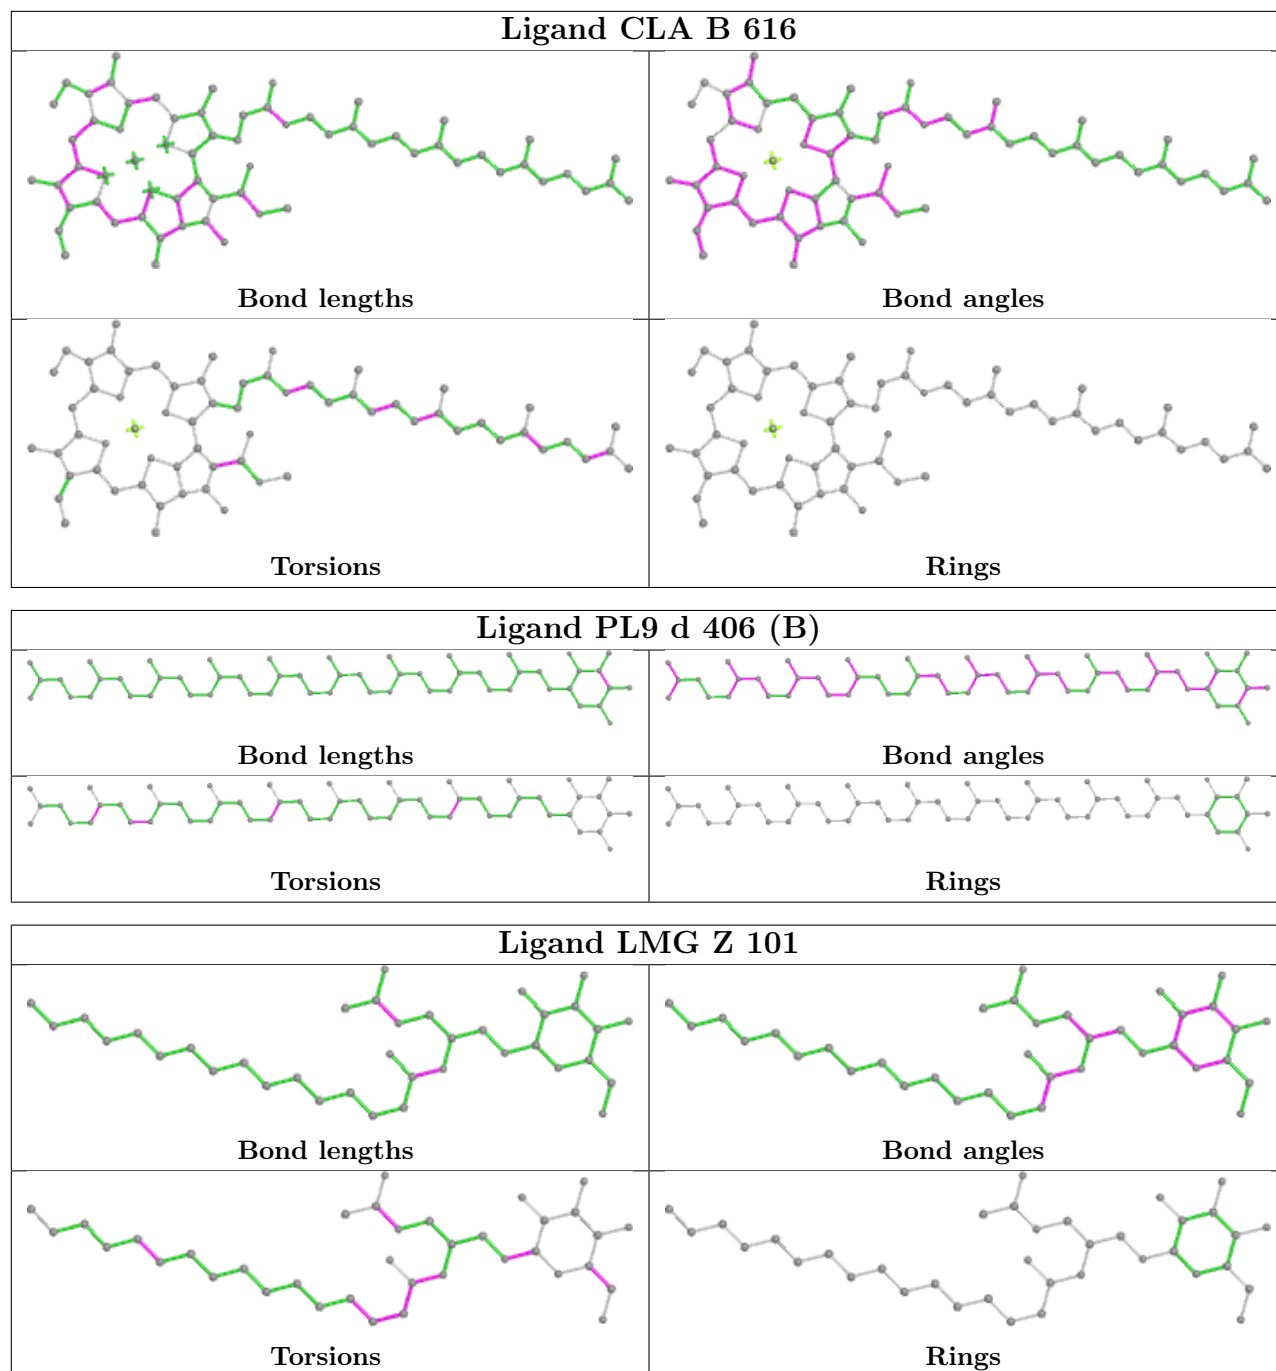 Ligand CLA B 616
Bond lengths
Bond angles
Torsions
Rings
Ligand PL9 d 406 (B)
Bond lengths
Bond angles
Torsions
Rings
Ligand LMG Z 101
Bond lengths
Bond angles
Torsions
Rings